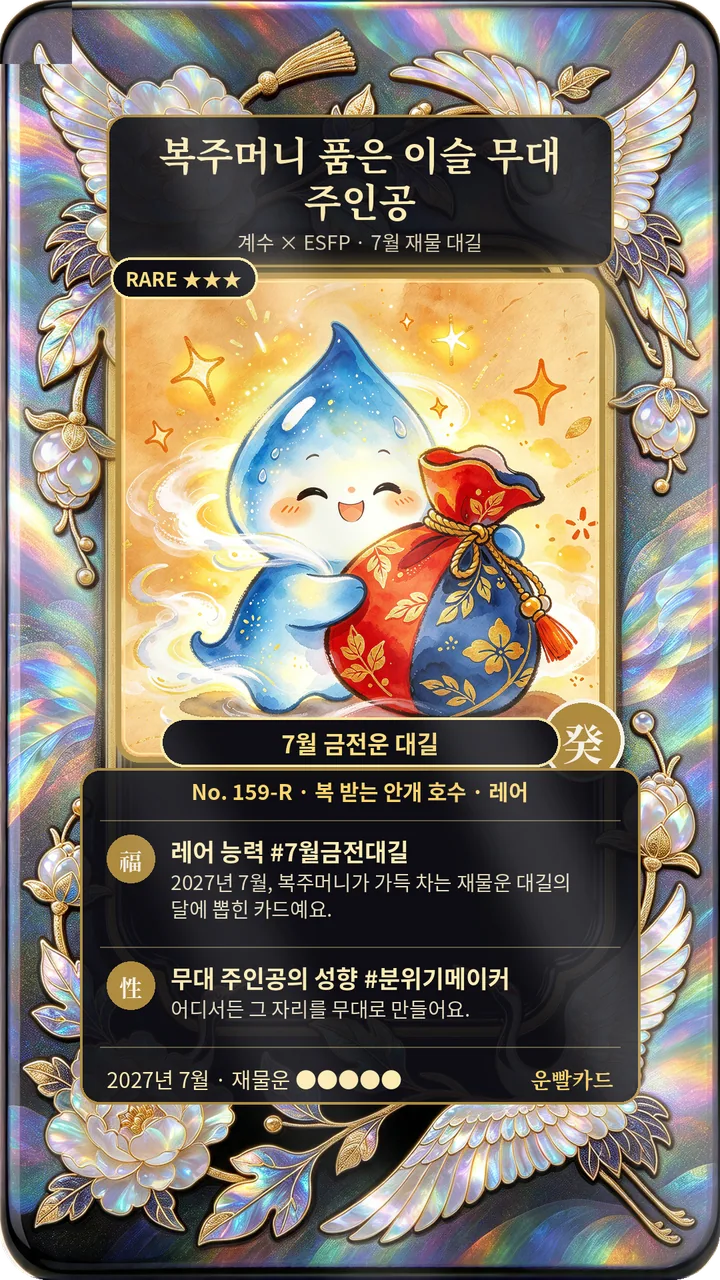 복주머니 품은 이슬 무대
주인공
계수 × ESFP · 7월 재물 대길
RARE ★★★
7월 금전운 대길
癸
No. 159-R · 복 받는 안개 호수 · 레어
福
레어 능력 #7월금전대길
2027년 7월, 복주머니가 가득 차는 재물운 대길의
달에 뽑힌 카드예요.
性
무대 주인공의 성향 #분위기메이커
어디서든 그 자리를 무대로 만들어요.
2027년 7월 · 재물운 ●●●●●
운빨카드